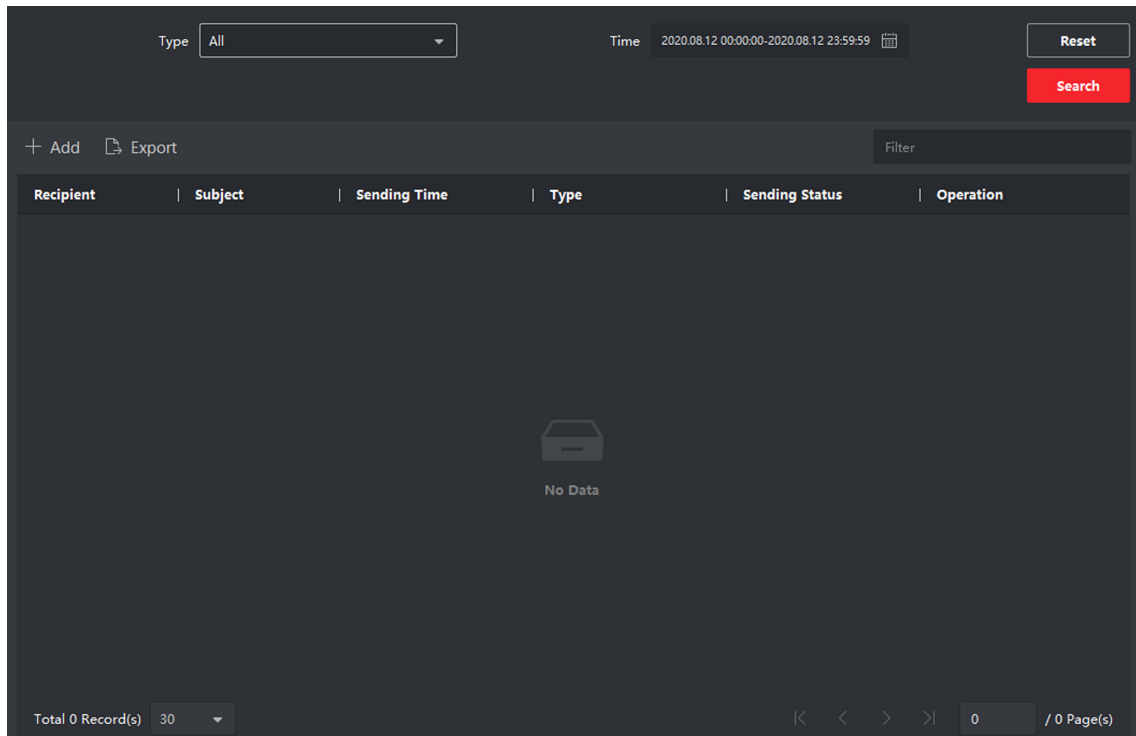 Type All Time 2020.08.12 00:00:00-2020.08.12 23:59:59 Reset
Search
Add Export Filter
Recipient Subject Sending Time Type Sending Status Operation
No Data
Total 0 Record(s) 30 0 / 0 Page(s)